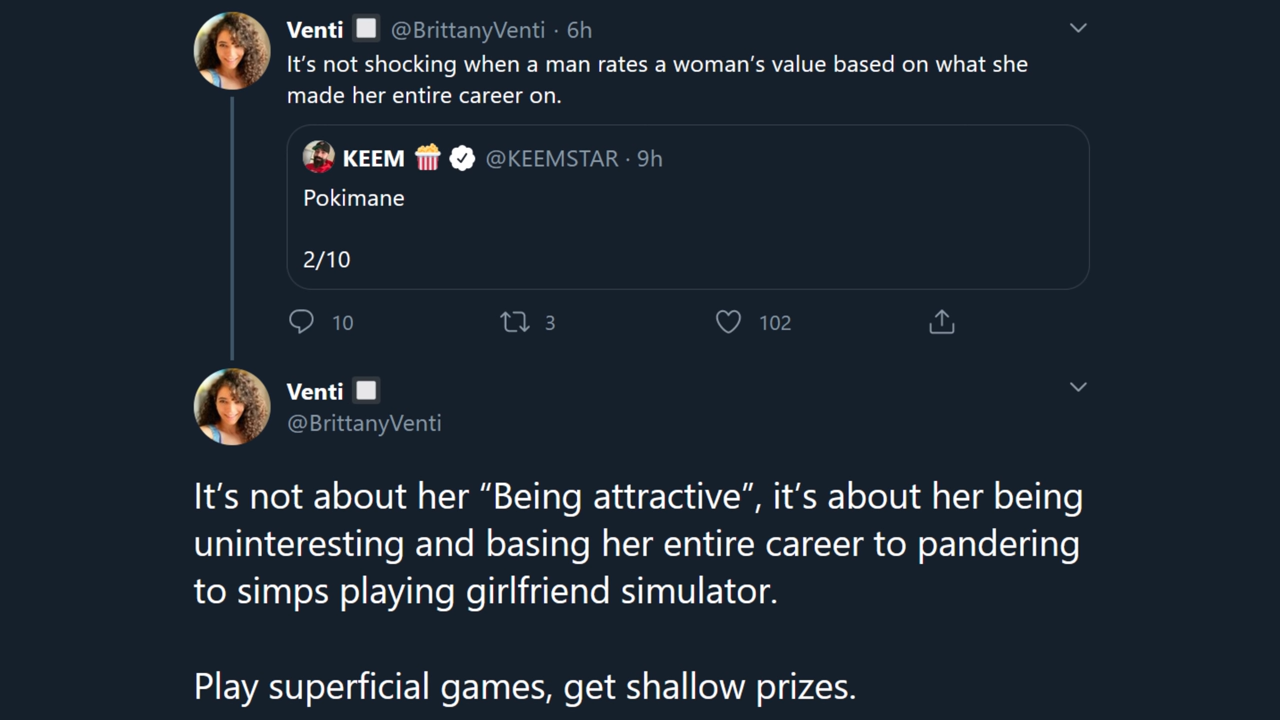 Venti ⬜ @BrittanyVenti · 6h
It’s not shocking when a man rates a woman’s value based on what she
made her entire career on.
KEEM 🍿 @KEEMSTAR · 9h
Pokimane
2/10
10 3 102
Venti ⬜
@BrittanyVenti
It’s not about her “Being attractive”, it’s about her being
uninteresting and basing her entire career to pandering
to simps playing girlfriend simulator.
Play superficial games, get shallow prizes.